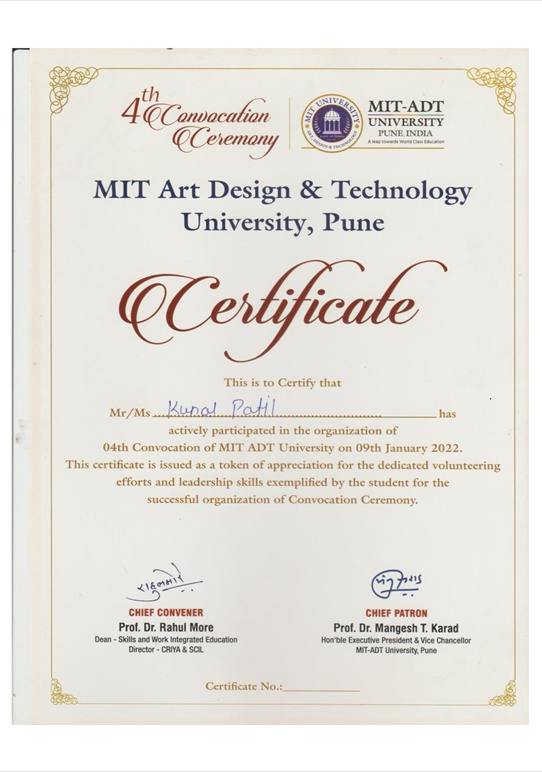 4th Convocation
Ceremony
MIT UNIVERSITY
ART, DESIGN & TECHNOLOGY
MIT-ADT
UNIVERSITY
PUNE, INDIA
A leap towards World Class Education
MIT Art Design & Technology
University, Pune
Certificate
This is to Certify that
Mr/Ms Kunal Patil has
actively participated in the organization of
04th Convocation of MIT ADT University on 09th January 2022.
This certificate is issued as a token of appreciation for the dedicated volunteering
efforts and leadership skills exemplified by the student for the
successful organization of Convocation Ceremony.
राहुल मोरे
CHIEF CONVENER
Prof. Dr. Rahul More
Dean - Skills and Work Integrated Education
Director - CRIYA & SCIL
CHIEF PATRON
Prof. Dr. Mangesh T. Karad
Hon'ble Executive President & Vice Chancellor
MIT-ADT University, Pune
Certificate No.: